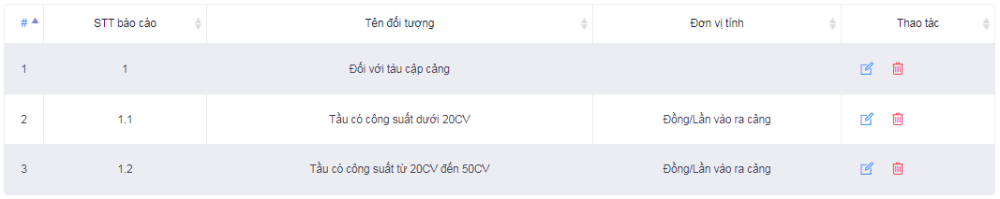 # STT báo cáo Tên đối tượng Đơn vị tính Thao tác
1 1 Đối với tàu cập cảng
2 1.1 Tầu có công suất dưới 20CV Đồng/Lần vào ra cảng
3 1.2 Tầu có công suất từ 20CV đến 50CV Đồng/Lần vào ra cảng